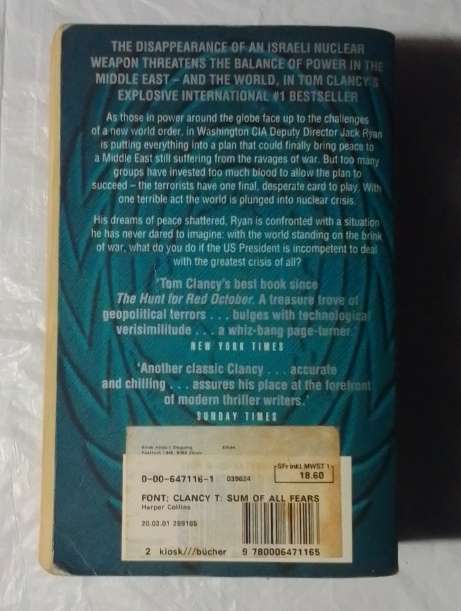 THE DISAPPEARANCE OF AN ISRAELI NUCLEAR
WEAPON THREATENS THE BALANCE OF POWER IN THE
MIDDLE EAST – AND THE WORLD, IN TOM CLANCY'S
EXPLOSIVE INTERNATIONAL #1 BESTSELLER
As those in power around the globe face up to the challenges
of a new world order, in Washington CIA Deputy Director Jack Ryan
is putting everything into a plan that could finally bring peace to
a Middle East still suffering from the ravages of war. But too many
groups have invested too much blood to allow the plan to
succeed – the terrorists have one final, desperate card to play. With
one terrible act the world is plunged into nuclear crisis.
His dreams of peace shattered, Ryan is confronted with a situation
he has never dared to imagine: with the world standing on the brink
of war, what do you do if the US President is incompetent to deal
with the greatest crisis of all?
'Tom Clancy's best book since
The Hunt for Red October. A treasure trove of
geopolitical terrors . . . bulges with technological
verisimilitude . . . a whiz-bang page-turner.'
NEW YORK TIMES
'Another classic Clancy . . . accurate
and chilling . . . assures his place at the forefront
of modern thriller writers.'
SUNDAY TIMES
SFr inkl. MWST 1
0-00-647116-1 039624 18.60
FONT: CLANCY T: SUM OF ALL FEARS
Harper Collins
20.03.01 289105
2 kiosk///bücher 9 780006471165